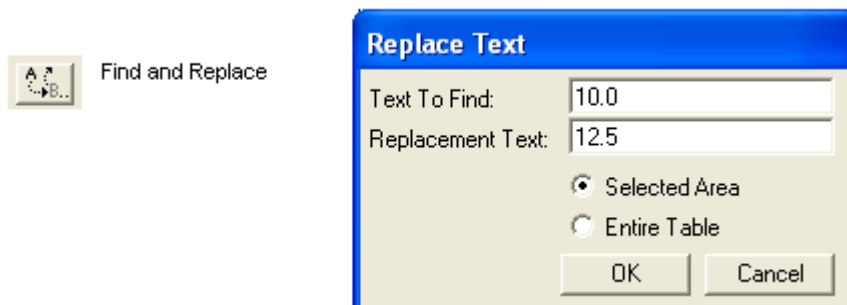 A
B..
Find and Replace
Replace Text
Text To Find: 10.0
Replacement Text: 12.5
Selected Area
Entire Table
OK Cancel